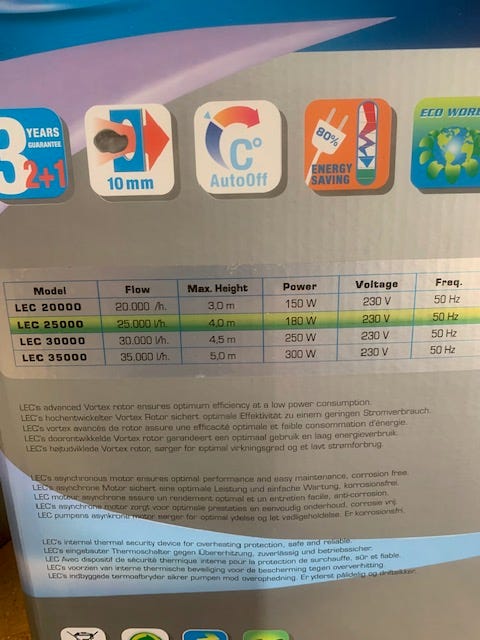 3 YEARS
GUARANTEE
2+1
10 mm
C°
AutoOff
80%
ENERGY
SAVING
ECO WORL
Model Flow Max. Height Power Voltage Freq.
LEC 20000 20.000 /h. 3,0 m 150 W 230 V 50 Hz
LEC 25000 25.000 l/h. 4,0 m 180 W 230 V 50 Hz
LEC 30000 30.000 l/h. 4,5 m 250 W 230 V 50 Hz
LEC 35000 35,000 l/h. 5,0 m 300 W 230 V 50 Hz
LEC's advanced Vortex rotor ensures optimum efficiency at a low power consumption.
LEC's hochentwickelter Vortex Rotor sichert optimale Effektivität zu einem geringen Stromverbrauch.
LEC's vortex avancés de rotor assure une efficacité optimale et faible consommation d'énergie.
LEC's doorontwikkelde Vortex rotor garandeert een optimaal gebruik en laag energieverbruik.
LEC's højtudviklede Vortex rotor, sørger for optimal virkningsgrad og et lavt strømforbrug.
LEC's asynchronous motor ensures optimal performance and easy maintenance, corrosion free.
LEC's asynchrone Motor sichert eine optimale Leistung und einfache Wartung, korrosionsfrei.
LEC moteur asynchrone assure un rendement optimal et un entretien facile, anti-corrosion.
LEC's asynchrone motor zorgt voor optimale prestaties en eenvoudig onderhoud, corrosie vrij.
LEC pumpens asynkrone motor sørger for optimal ydelse og let vedligeholdelse. Er korrosionsfri.
LEC's internal thermal security device for overheating protection, safe and reliable.
LEC's eingebauter Thermoschalter gegen Überhitzung, zuverlässig und betriebssicher.
LEC Avec dispositif de sécurité thermique interne pour la protection de surchauffe, sûr et fiable.
LEC's voorzien van interne thermische beveiliging voor de bescherming tegen oververhitting.
LEC's indbyggede termoafbryder sikrer pumpen mod overophedning. Er yderst pålidelig og driftsikker.